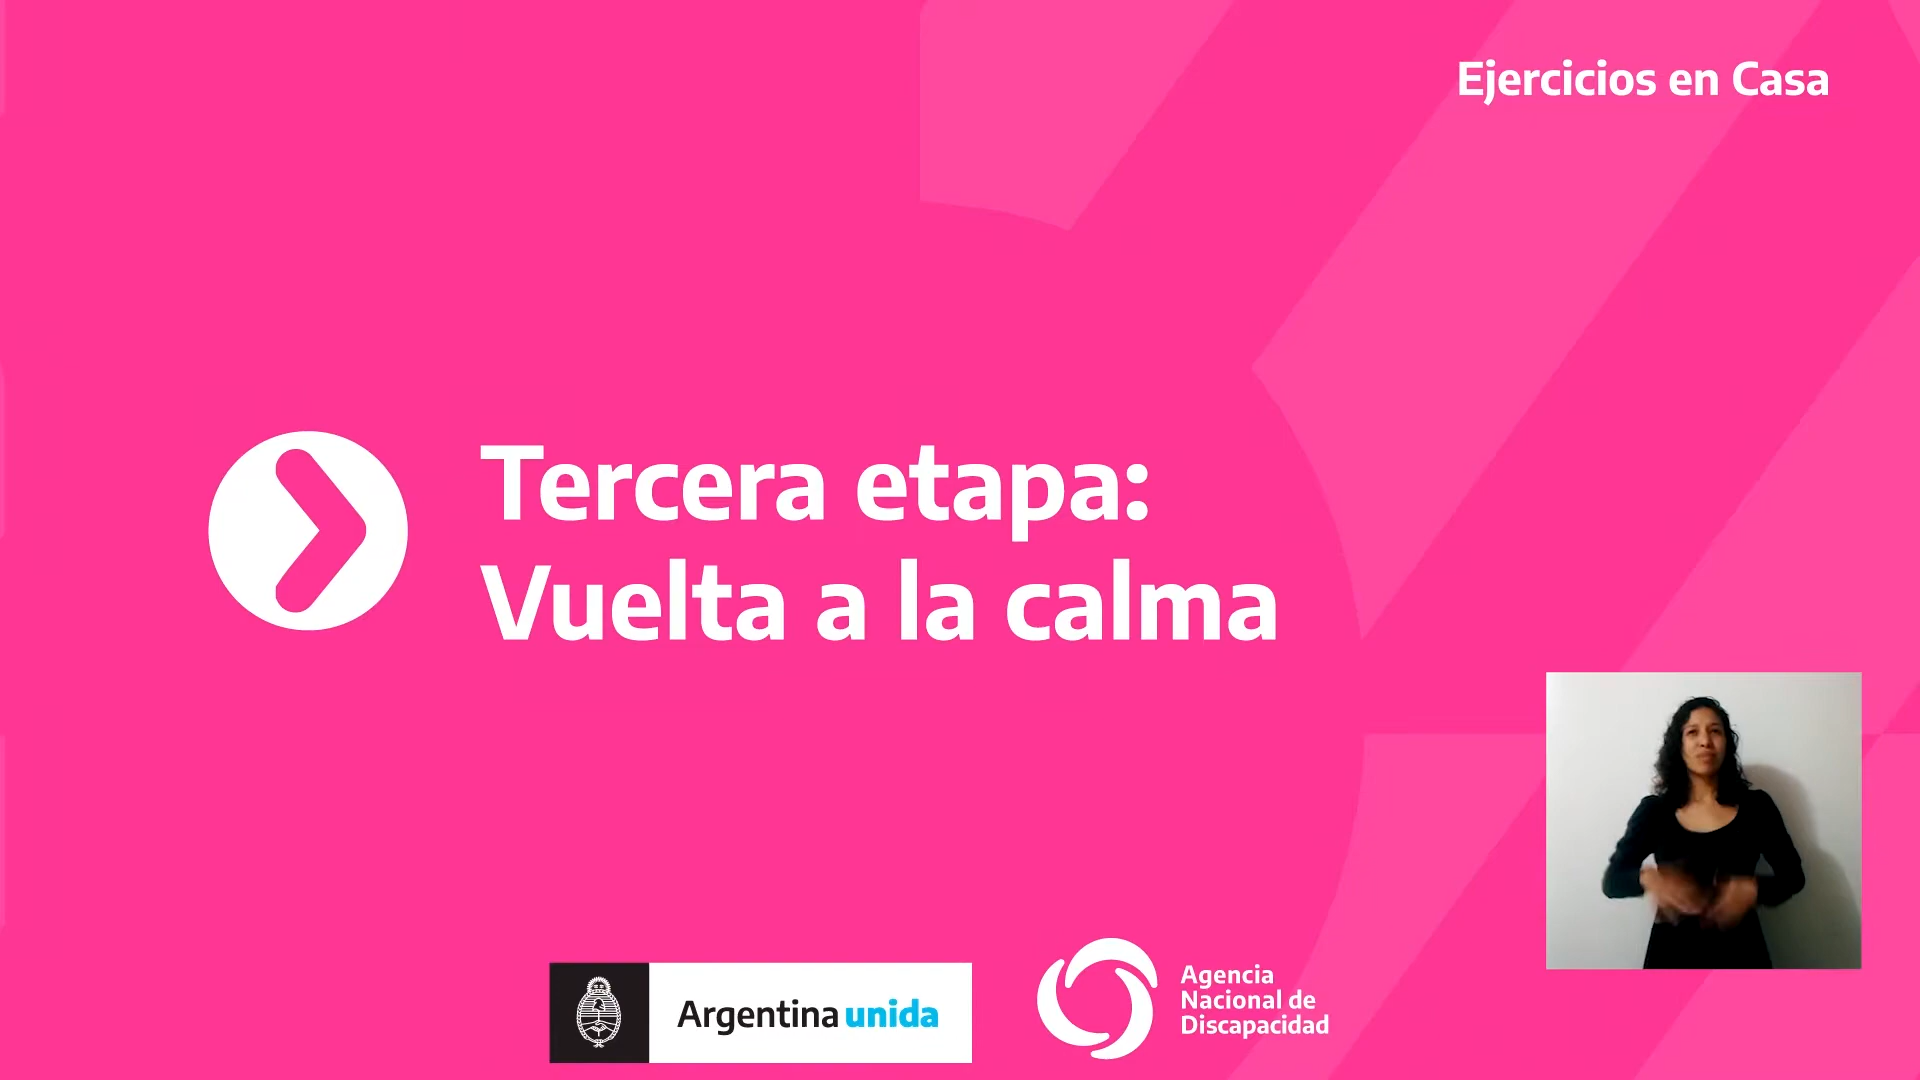 Ejercicios en Casa
Tercera etapa:
Vuelta a la calma
Argentina unida
Agencia
Nacional de
Discapacidad